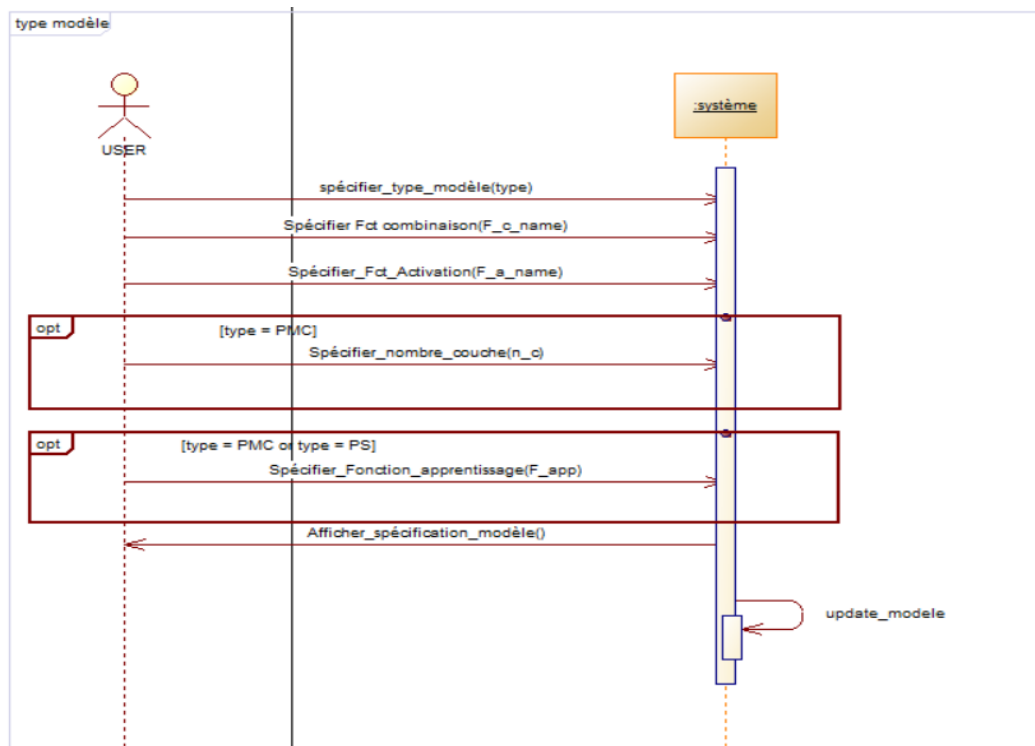 type modèle
:système
USER
spécifier_type_modèle(type)
Spécifier Fct combinaison(F_c_name)
Spécifier_Fct_Activation(F_a_name)
opt
[type = PMC]
Spécifier_nombre_couche(n_c)
opt
[type = PMC or type = PS]
Spécifier_Fonction_apprentissage(F_app)
Afficher_spécification_modèle()
update_modele